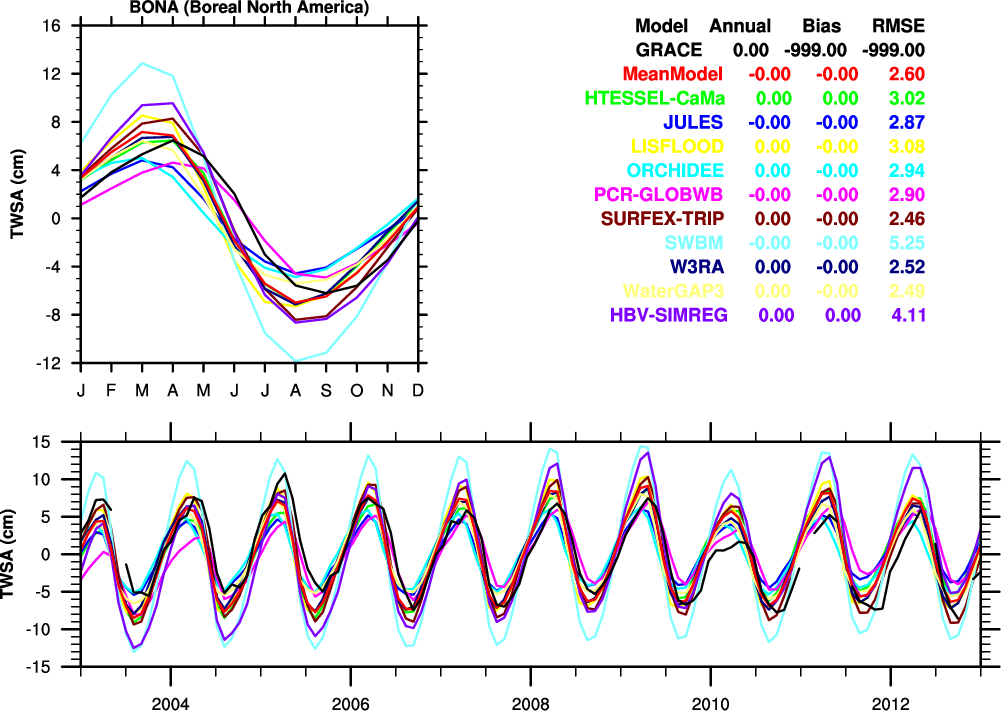 BONA (Boreal North America)
16
12
8
4
0
-4
-8
-12
TWSA (cm)
J F M A M J J A S O N D
Model Annual Bias RMSE
GRACE 0.00 -999.00 -999.00
MeanModel -0.00 -0.00 2.60
HTESSEL-CaMa 0.00 0.00 3.02
JULES -0.00 -0.00 2.87
LISFLOOD 0.00 -0.00 3.08
ORCHIDEE 0.00 -0.00 2.94
PCR-GLOBWB -0.00 -0.00 2.90
SURFEX-TRIP 0.00 -0.00 2.46
SWBM -0.00 -0.00 5.25
W3RA 0.00 -0.00 2.52
WaterGAP3 0.00 -0.00 2.49
HBV-SIMREG 0.00 0.00 4.11
15
10
5
0
-5
-10
-15
TWSA (cm)
2004 2006 2008 2010 2012